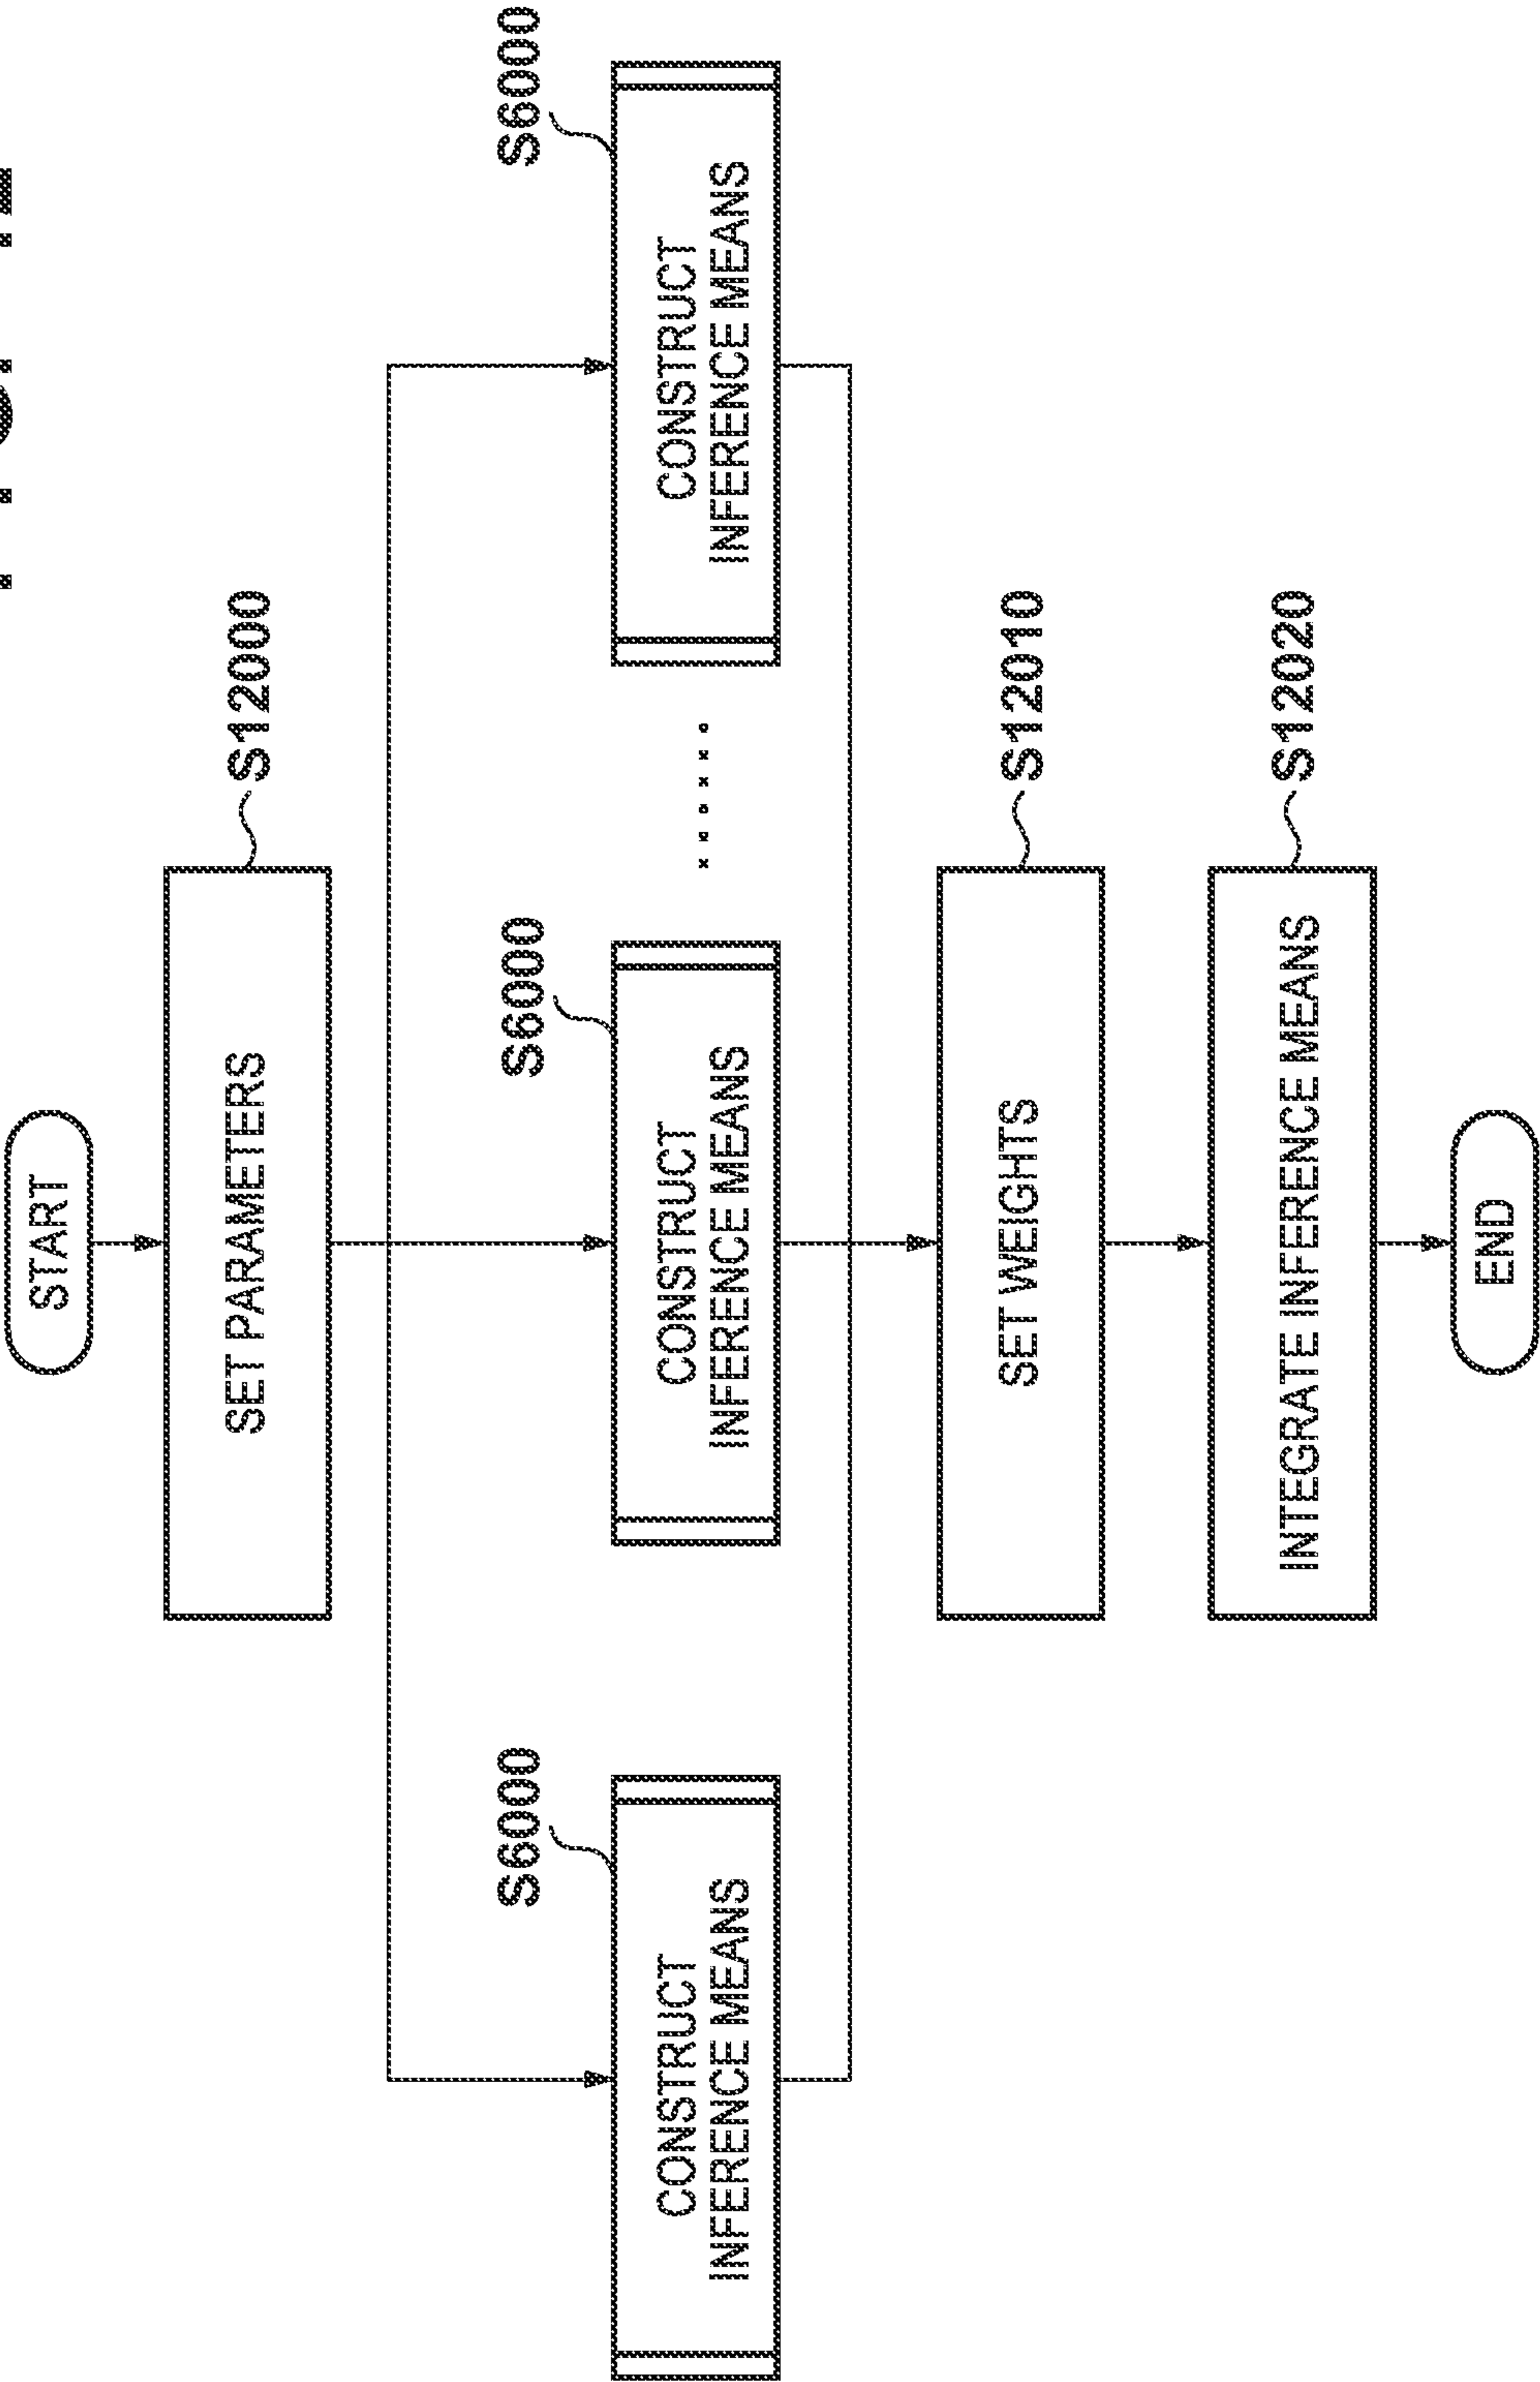 START
SET PARAMETERS
S12000
S6000
CONSTRUCT
INFERENCE MEANS
S6000
CONSTRUCT
INFERENCE MEANS
......
S6000
CONSTRUCT
INFERENCE MEANS
SET WEIGHTS
S12010
INTEGRATE INFERENCE MEANS
S12020
END